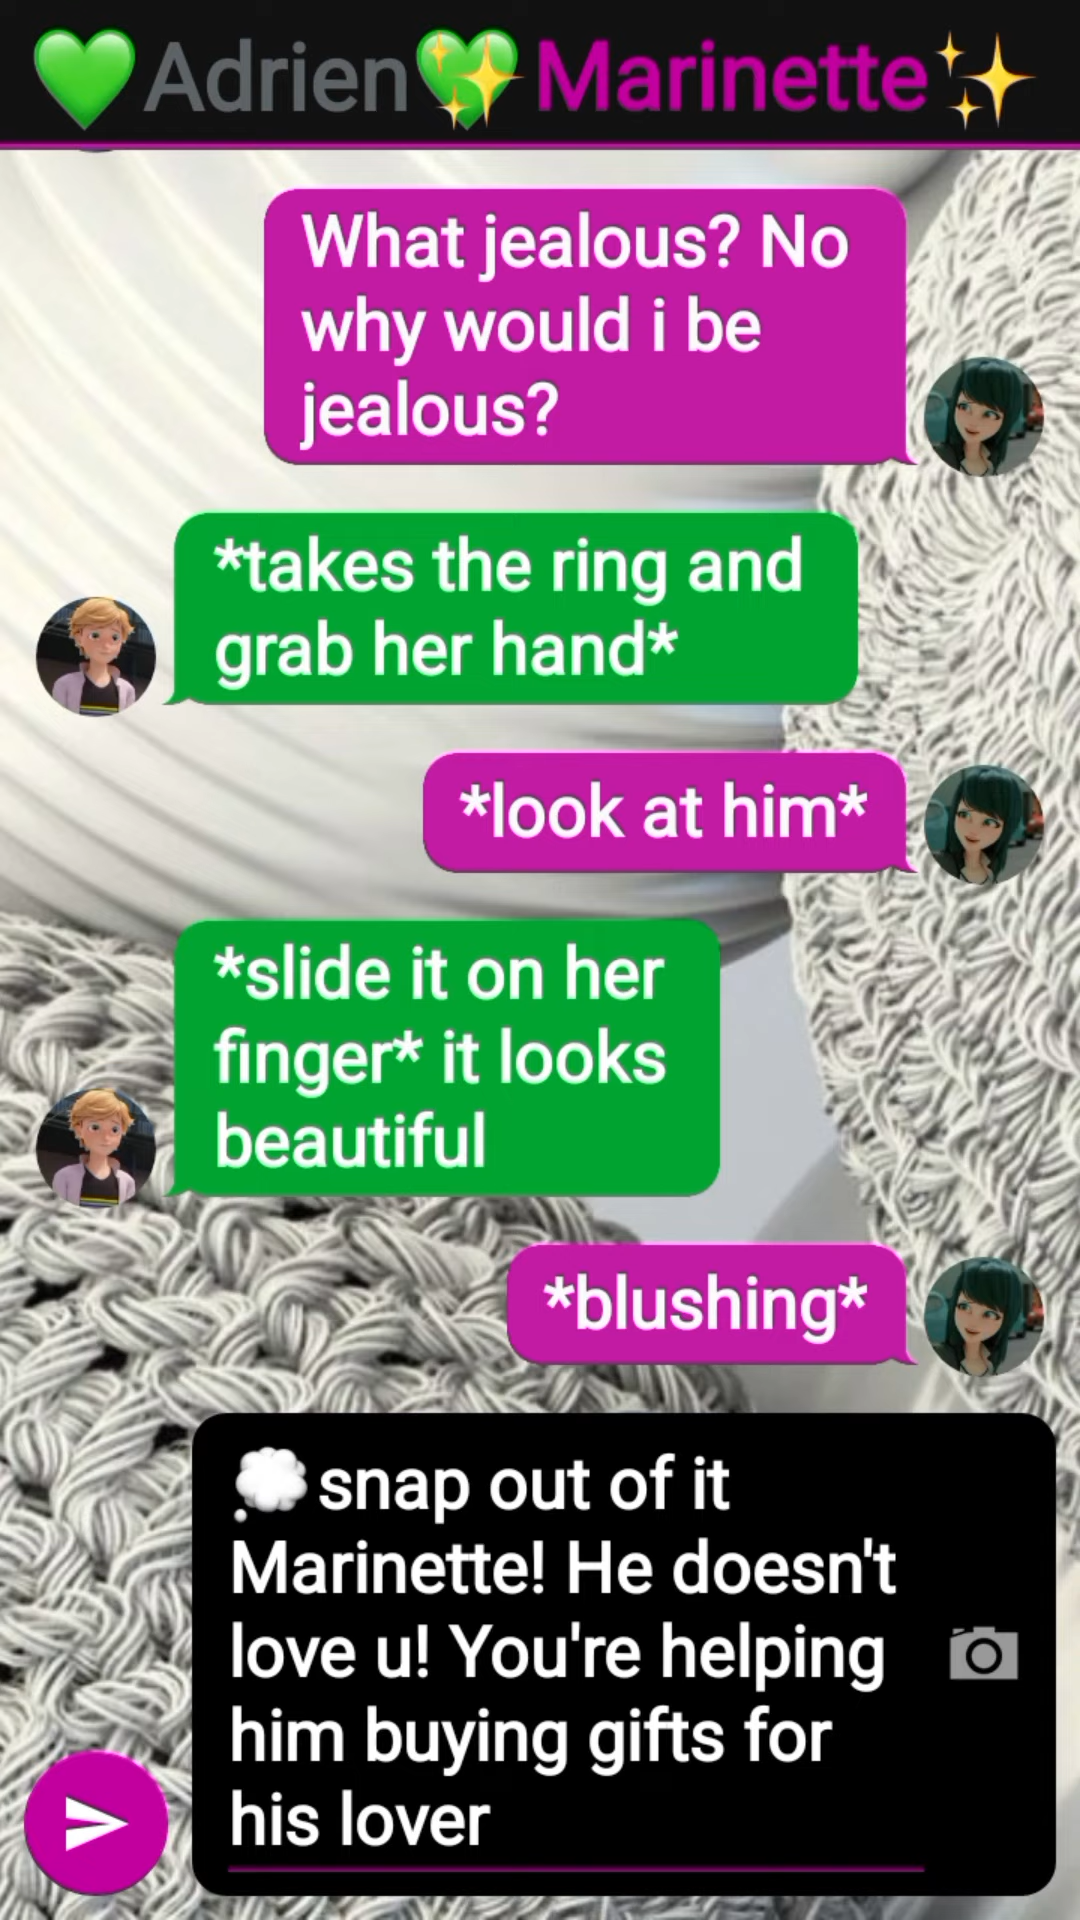 💚Adrien💚✨Marinette✨
What jealous? No
why would i be
jealous?
*takes the ring and
grab her hand*
*look at him*
*slide it on her
finger* it looks
beautiful
*blushing*
💭snap out of it
Marinette! He doesn't
love u! You're helping
him buying gifts for
his lover